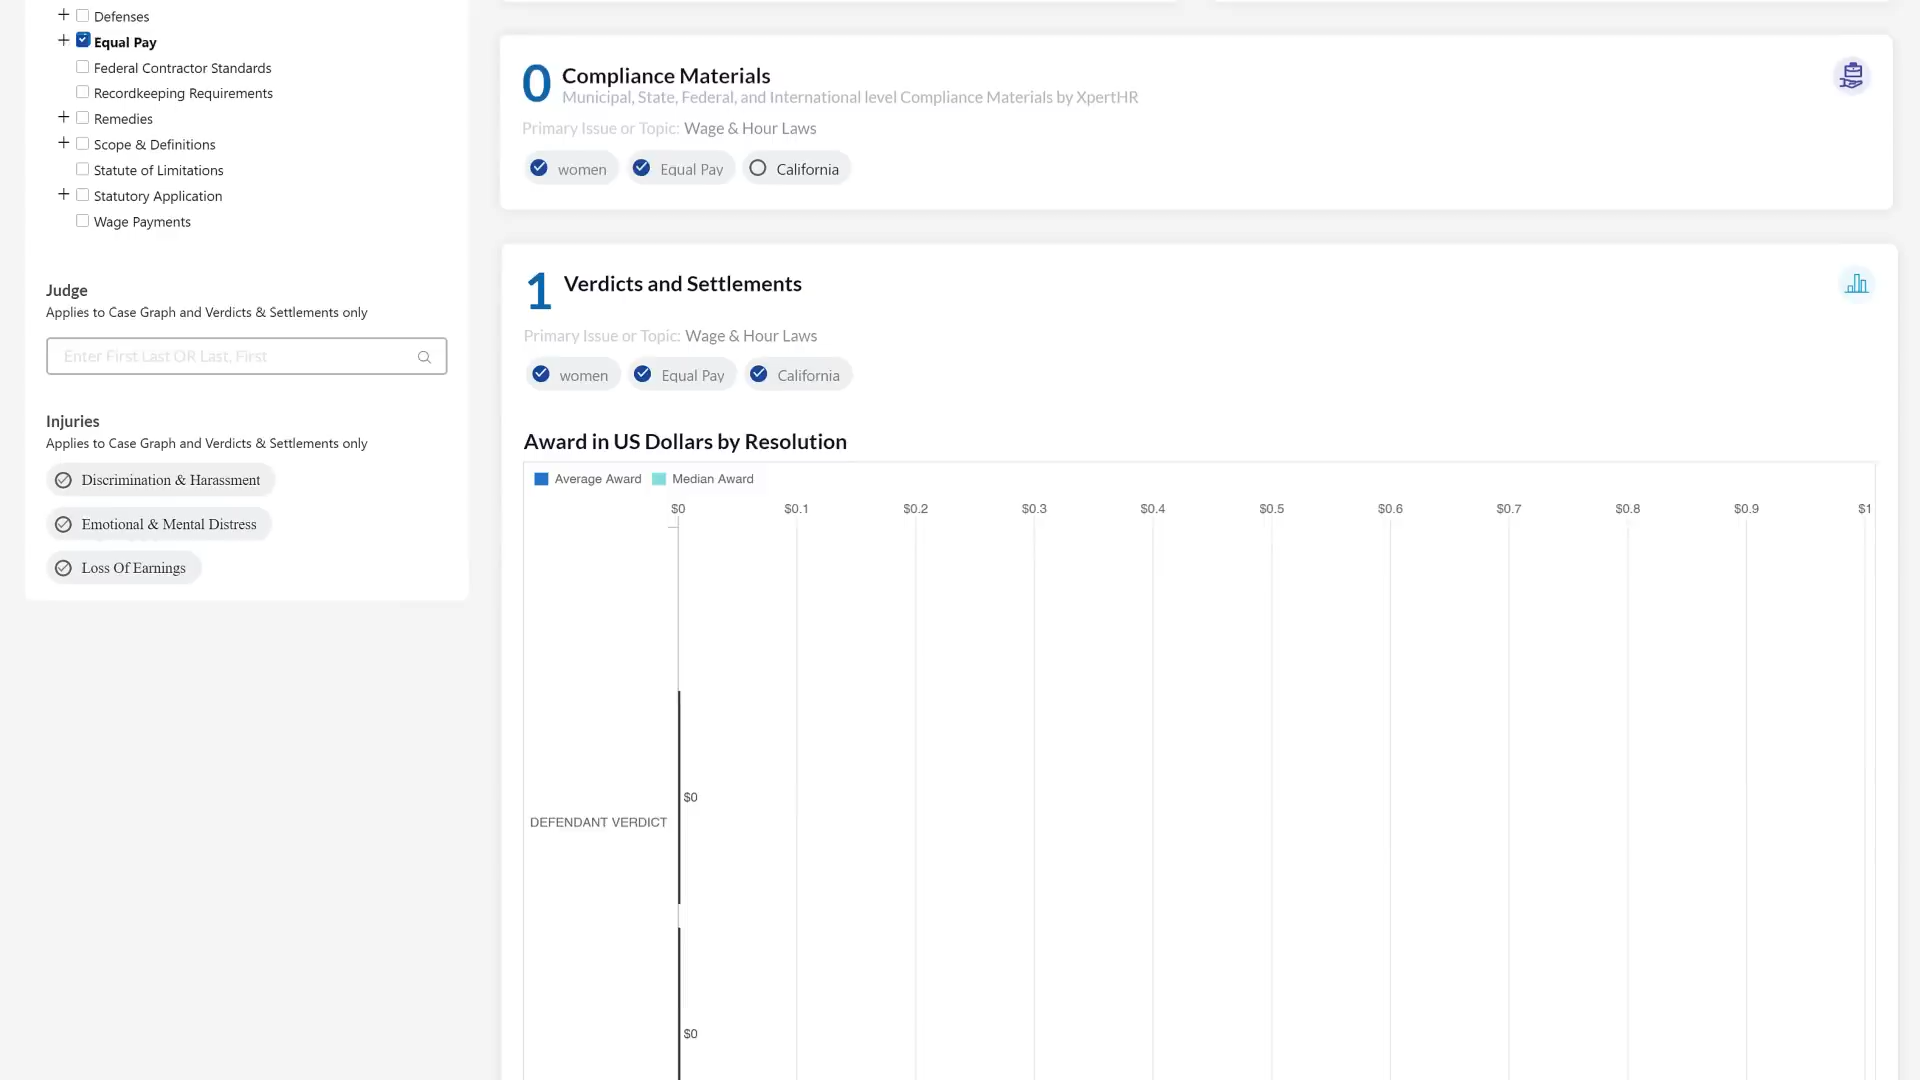 Defenses
Equal Pay
Federal Contractor Standards
Recordkeeping Requirements
Remedies
Scope & Definitions
Statute of Limitations
Statutory Application
Wage Payments
Judge
Applies to Case Graph and Verdicts & Settlements only
Enter First Last OR Last, First
Injuries
Applies to Case Graph and Verdicts & Settlements only
Discrimination & Harassment
Emotional & Mental Distress
Loss Of Earnings
0 Compliance Materials
Municipal, State, Federal, and International level Compliance Materials by XpertHR
Primary Issue or Topic: Wage & Hour Laws
women Equal Pay California
1 Verdicts and Settlements
Primary Issue or Topic: Wage & Hour Laws
women Equal Pay California
Award in US Dollars by Resolution
Average Award Median Award
$0 $0.1 $0.2 $0.3 $0.4 $0.5 $0.6 $0.7 $0.8 $0.9 $1
$0
DEFENDANT VERDICT
$0